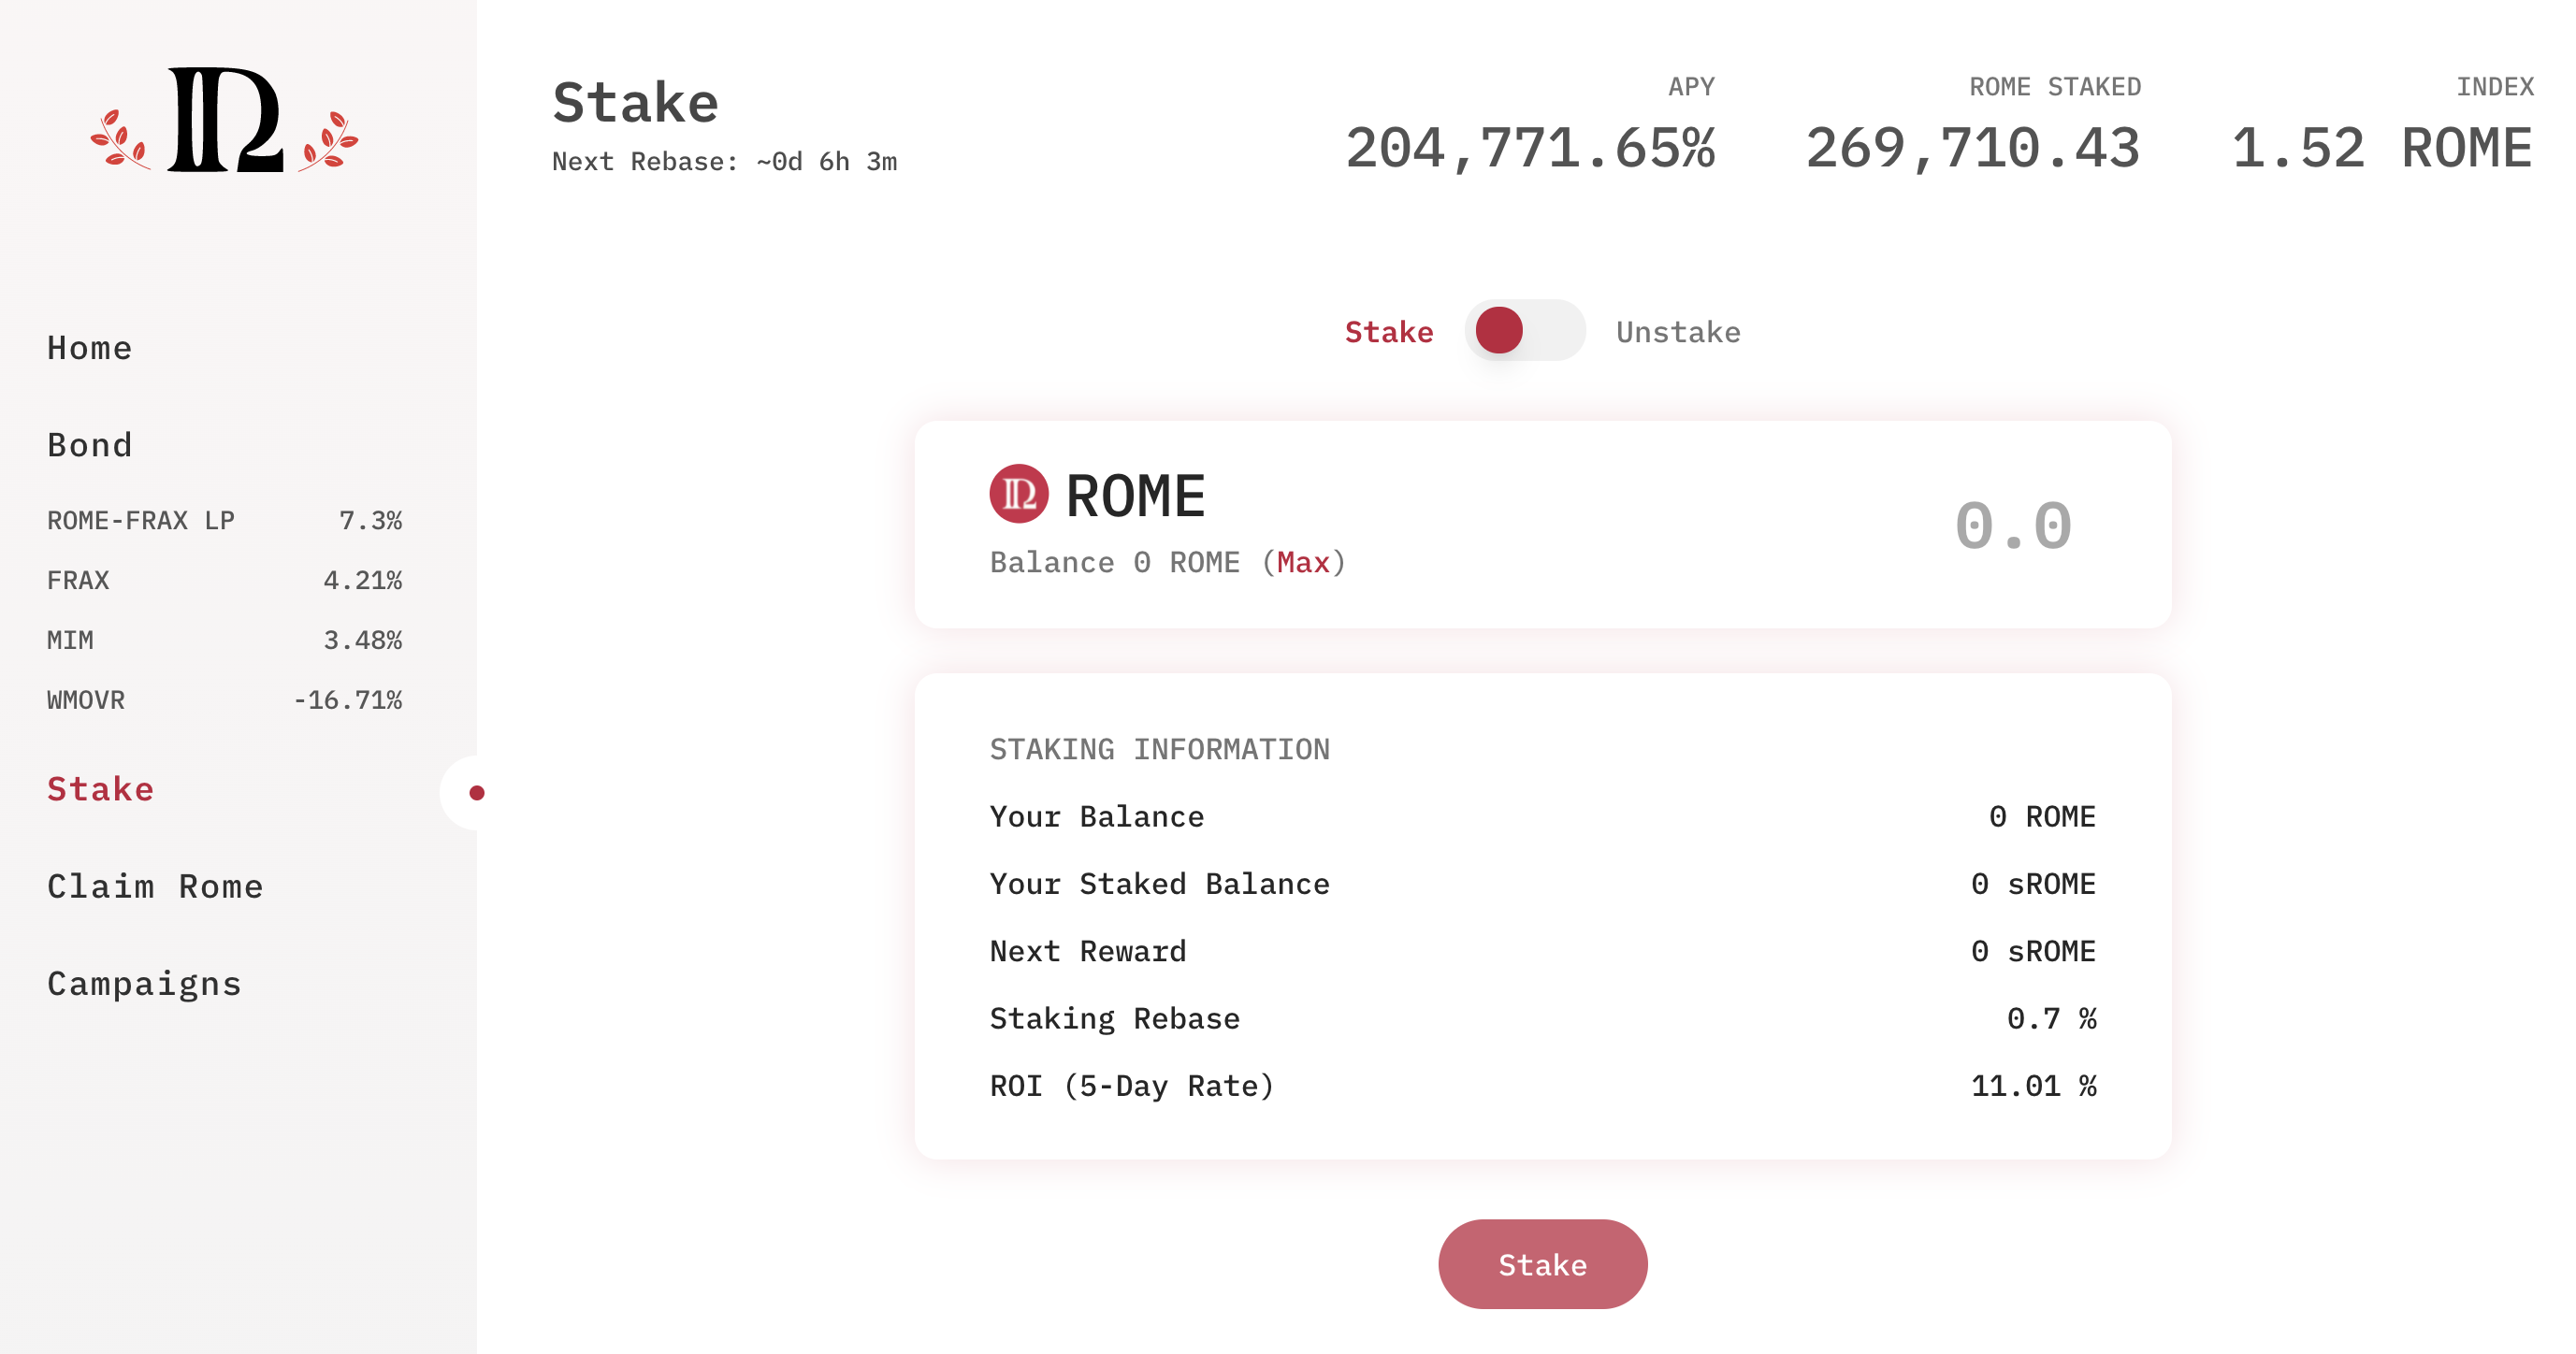 Home
Bond
ROME-FRAX LP 7.3%
FRAX 4.21%
MIM 3.48%
WMOVR -16.71%
Stake
Claim Rome
Campaigns
Stake
Next Rebase: ~0d 6h 3m
APY
204,771.65%
ROME STAKED
269,710.43
INDEX
1.52 ROME
Stake Unstake
ROME
0.0
Balance 0 ROME (Max)
STAKING INFORMATION
Your Balance 0 ROME
Your Staked Balance 0 sROME
Next Reward 0 sROME
Staking Rebase 0.7 %
ROI (5-Day Rate) 11.01 %
Stake